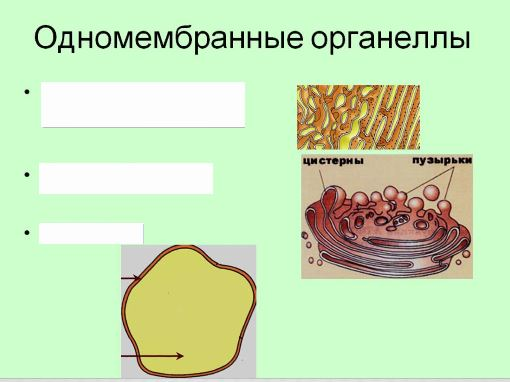 Одномембранные органеллы
цистерны пузырьки